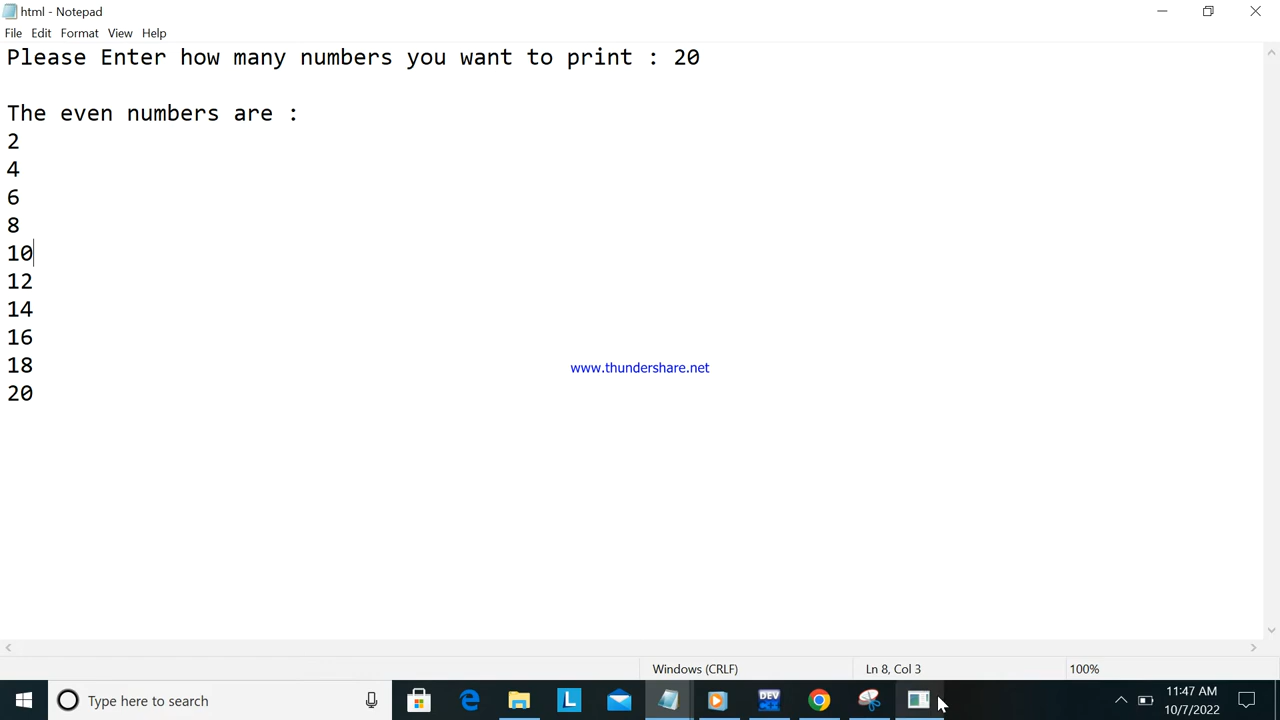 html - Notepad
File Edit Format View Help
Please Enter how many numbers you want to print : 20
The even numbers are :
2
4
6
8
10
12
14
16
18
20
www.thundershare.net
Windows (CRLF) Ln 8, Col 3 100%
Type here to search
L
DEV
11:47 AM
10/7/2022